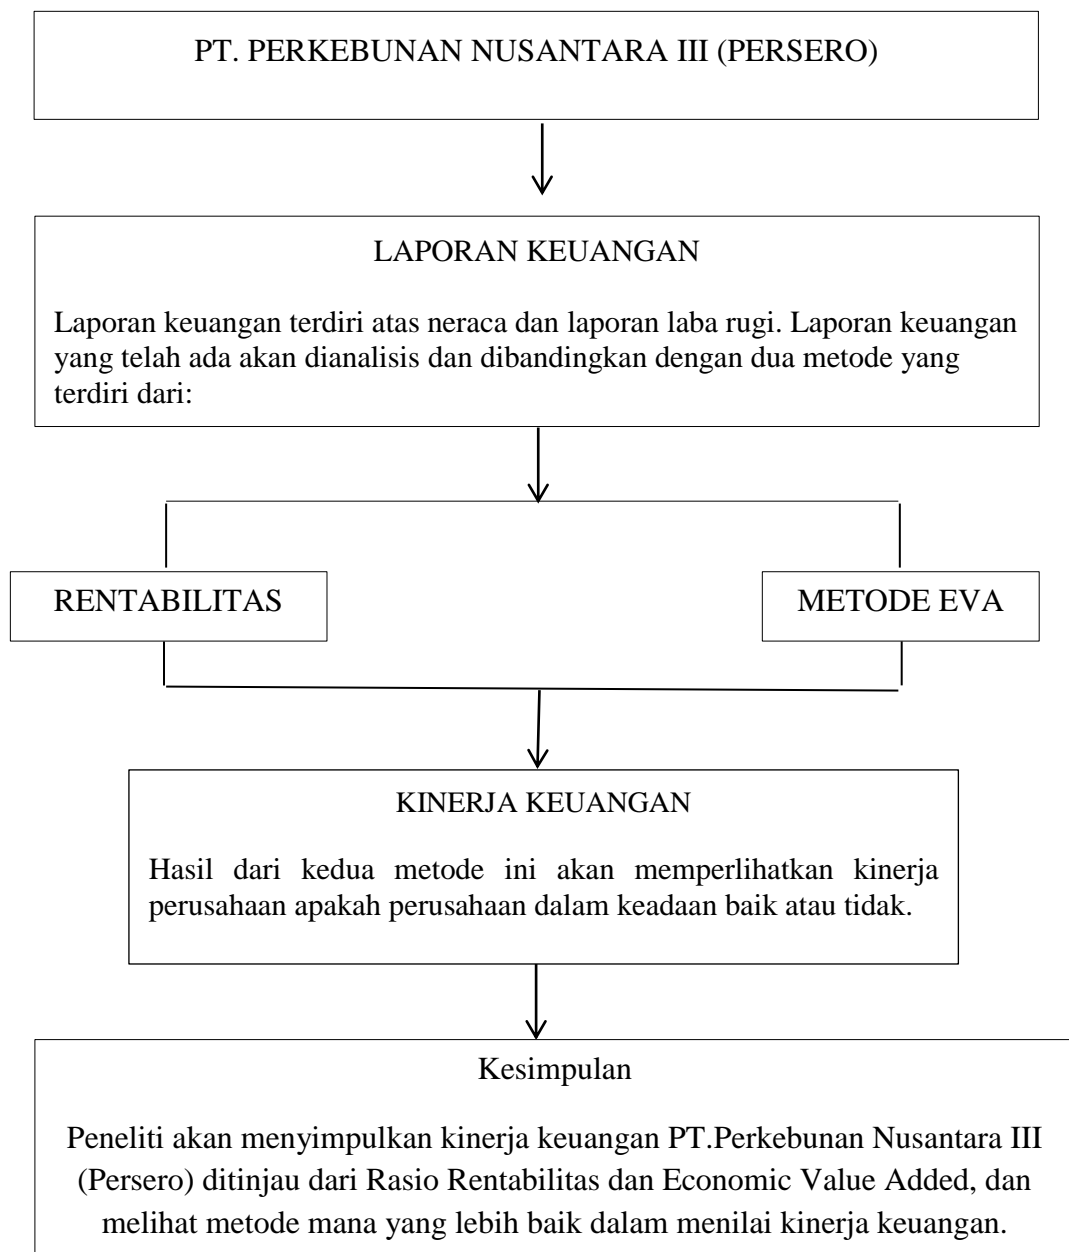 PT. PERKEBUNAN NUSANTARA III (PERSERO)
LAPORAN KEUANGAN
Laporan keuangan terdiri atas neraca dan laporan laba rugi. Laporan keuangan
yang telah ada akan dianalisis dan dibandingkan dengan dua metode yang
terdiri dari:
RENTABILITAS
METODE EVA
KINERJA KEUANGAN
Hasil dari kedua metode ini akan memperlihatkan kinerja
perusahaan apakah perusahaan dalam keadaan baik atau tidak.
Kesimpulan
Peneliti akan menyimpulkan kinerja keuangan PT.Perkebunan Nusantara III
(Persero) ditinjau dari Rasio Rentabilitas dan Economic Value Added, dan
melihat metode mana yang lebih baik dalam menilai kinerja keuangan.